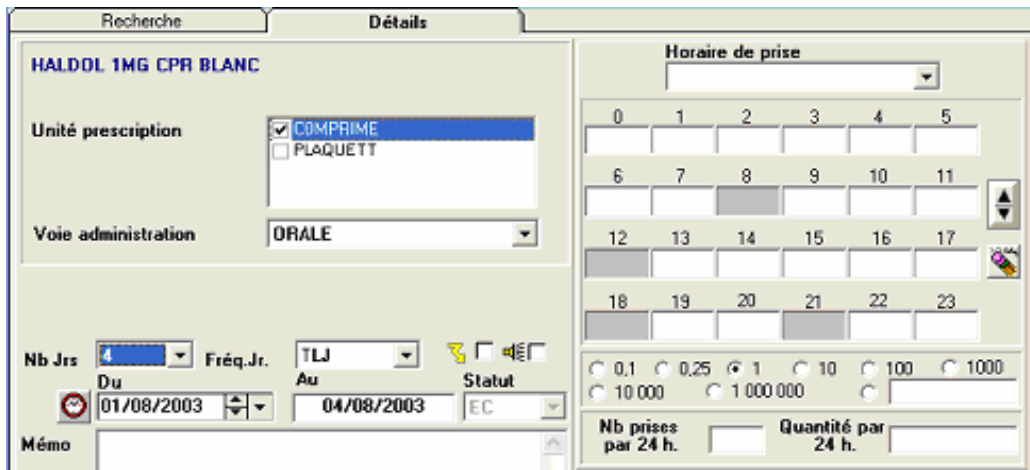 Recherche
Détails
HALDOL 1MG CPR BLANC
Unité prescription
COMPRIME
PLAQUETT
Voie administration
ORALE
Nb Jrs
4
Fréq.Jr.
TLJ
Du
Au
Statut
01/08/2003
04/08/2003
EC
Mémo
Horaire de prise
0 1 2 3 4 5
6 7 8 9 10 11
12 13 14 15 16 17
18 19 20 21 22 23
0,1 0,25 1 10 100 1000
10 000 1 000 000
Nb prises
par 24 h.
Quantité par
24 h.